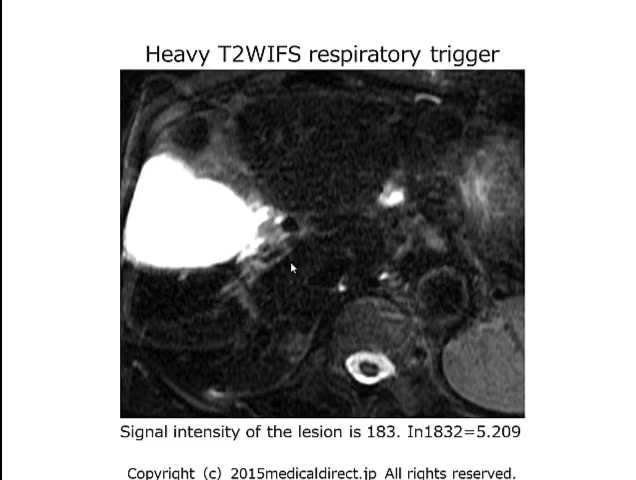 Heavy T2WIFS respiratory trigger
Signal intensity of the lesion is 183. In1832=5.209
Copyright (c) 2015medicaldirect.jp All rights reserved.